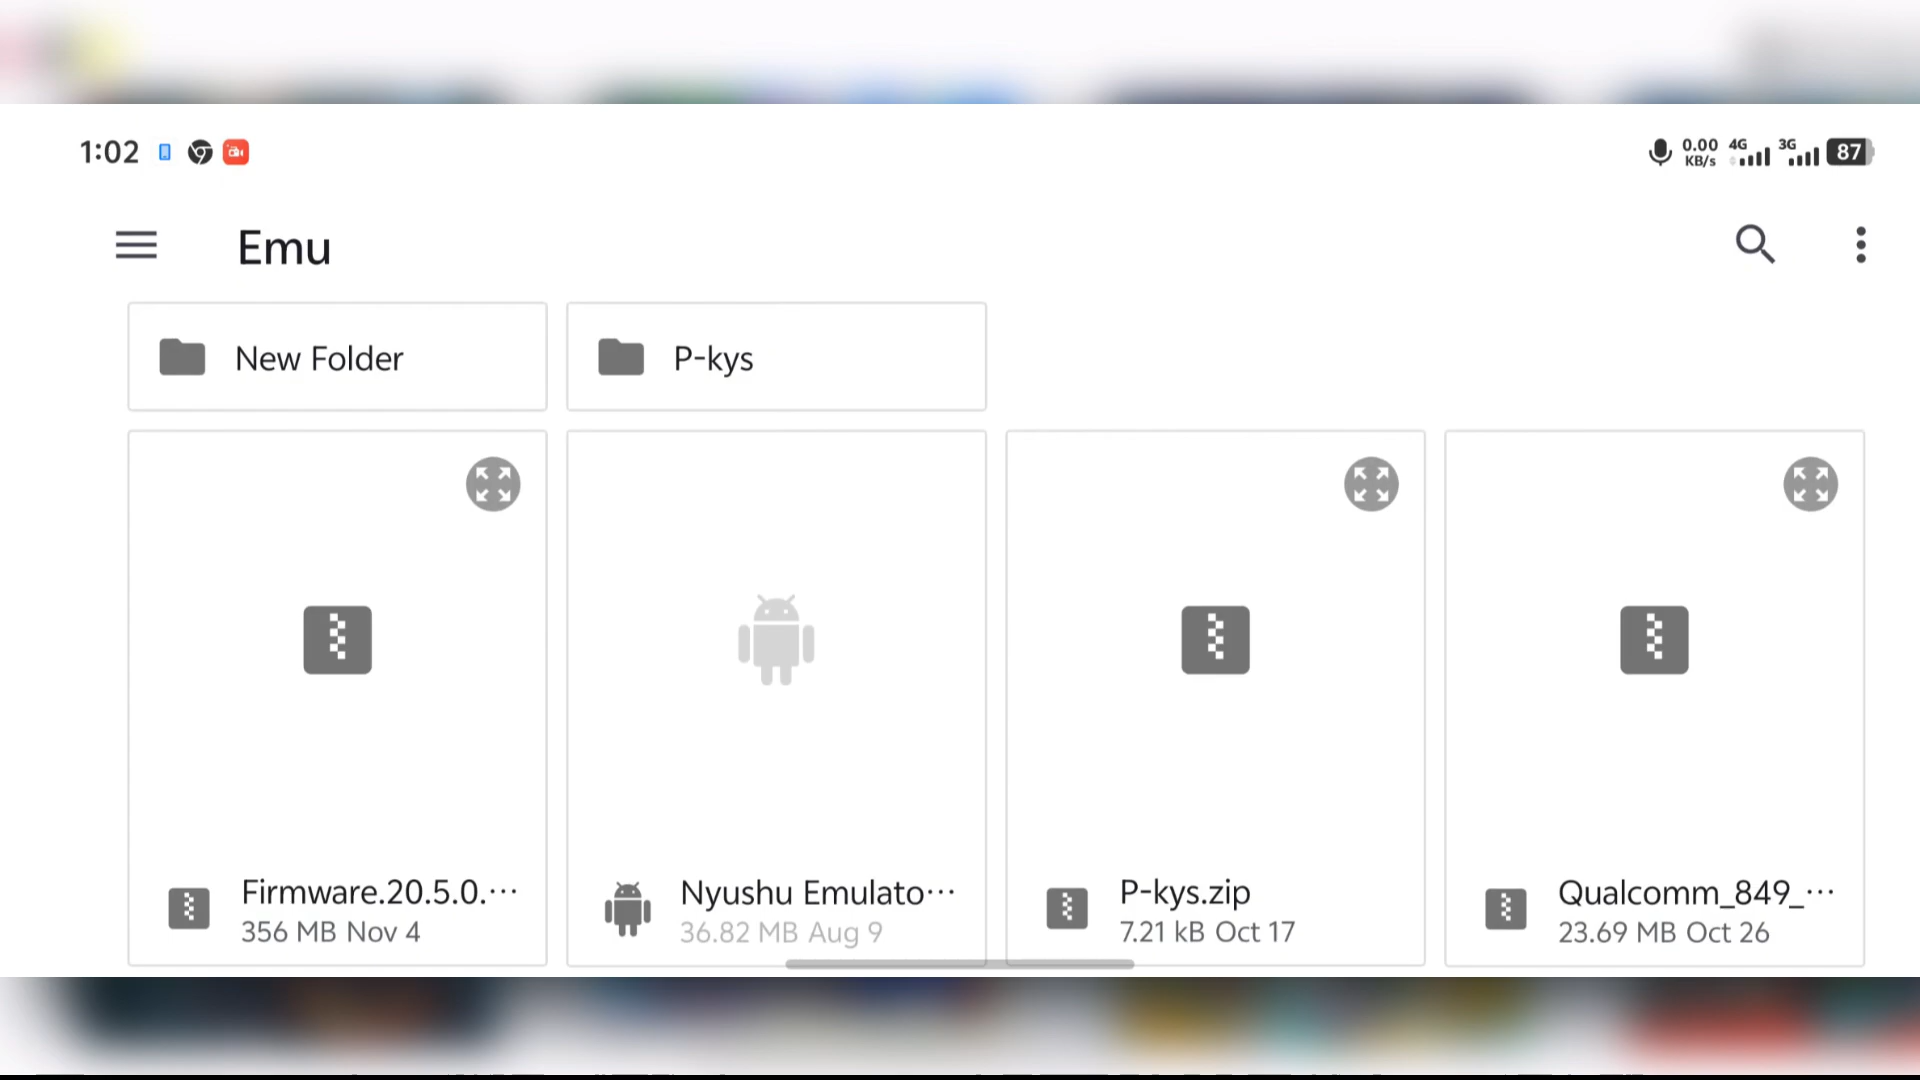 1:02
0.00 KB/s 4G 3G 87
Emu
New Folder
P-kys
Firmware.20.5.0.···
356 MB Nov 4
Nyushu Emulato···
36.82 MB Aug 9
P-kys.zip
7.21 kB Oct 17
Qualcomm_849_···
23.69 MB Oct 26